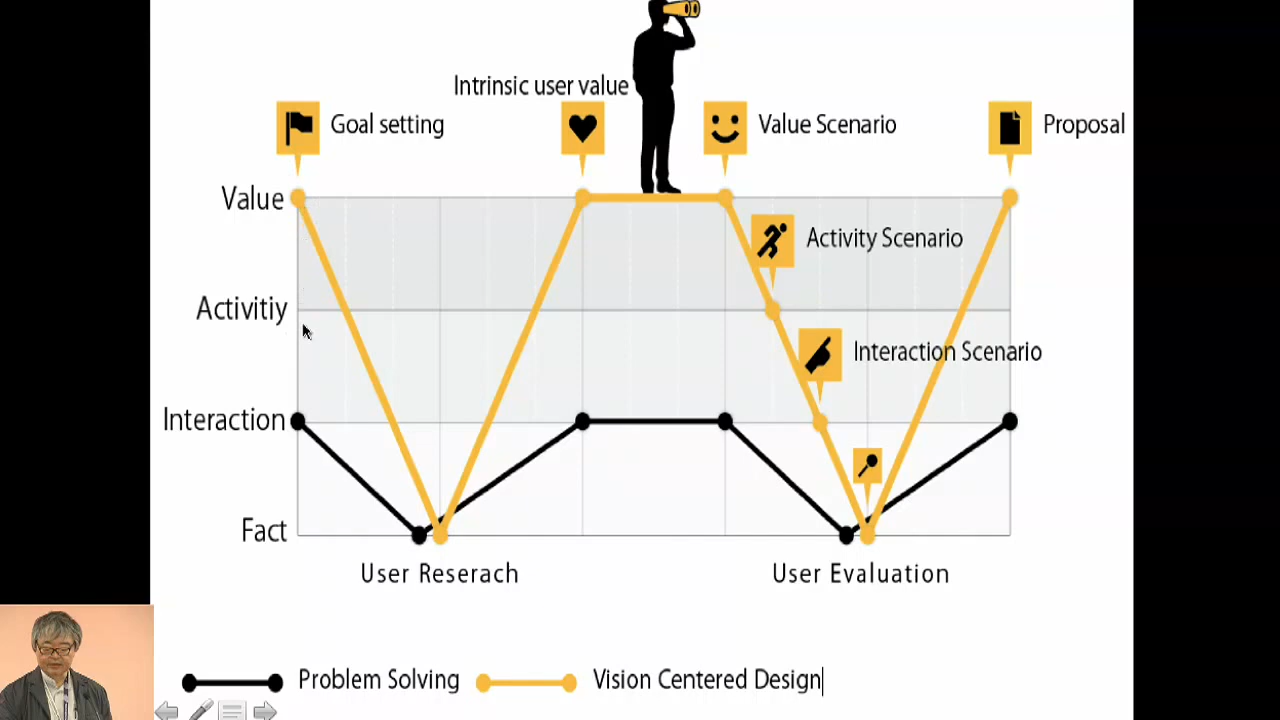 Intrinsic user value
Goal setting
Value Scenario
Proposal
Value
Activity Scenario
Activitiy
Interaction Scenario
Interaction
Fact
User Reserach
User Evaluation
Problem Solving
Vision Centered Design